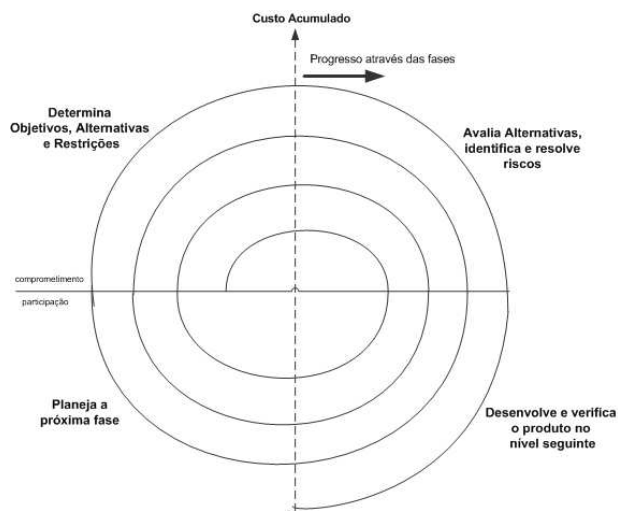 Custo Acumulado
Progresso através das fases
Determina
Objetivos, Alternativas
e Restrições
Avalia Alternativas,
identifica e resolve
riscos
comprometimento
participação
Planeja a
próxima fase
Desenvolve e verifica
o produto no
nível seguinte